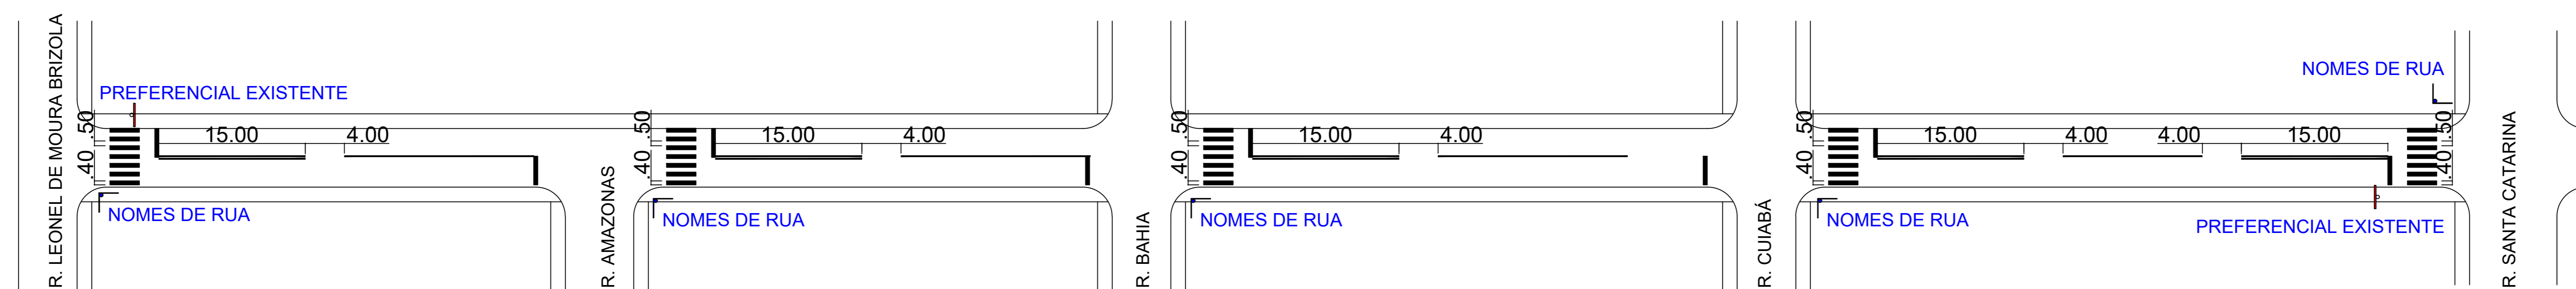 R. LEONEL DE MOURA BRIZOLA
PREFERENCIAL EXISTENTE
.50
15.00
4.00
.40
NOMES DE RUA
R. AMAZONAS
.50
15.00
4.00
.40
NOMES DE RUA
R. BAHIA
.50
15.00
4.00
.40
NOMES DE RUA
R. CUIABÁ
.50
15.00
4.00
4.00
15.00
.50
.40
.40
NOMES DE RUA
NOMES DE RUA
PREFERENCIAL EXISTENTE
R. SANTA CATARINA